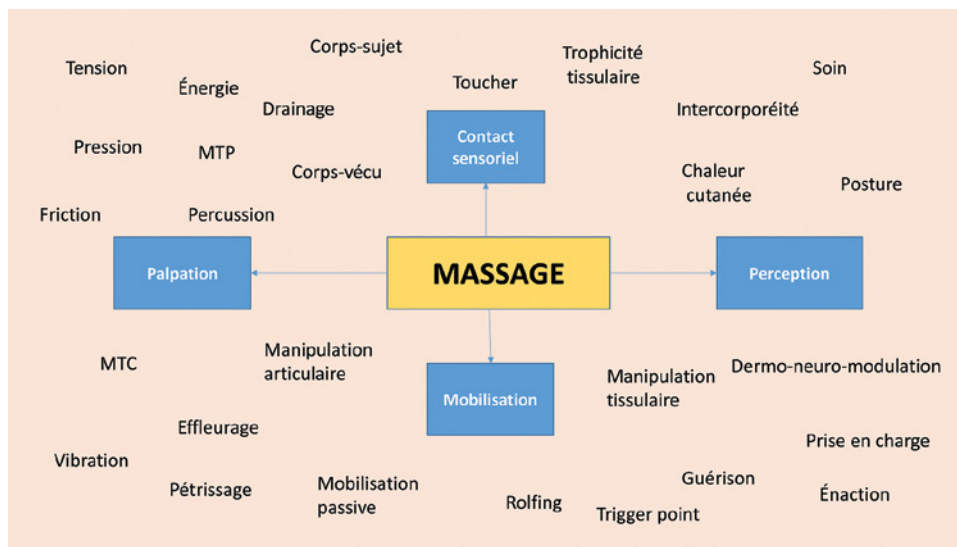 Corps-sujet
Trophicité
tissulaire
Tension
Soin
Énergie
Toucher
Drainage
Intercorporéité
Contact
sensoriel
Pression
MTP
Corps-vécu
Chaleur
cutanée
Posture
Friction
Percussion
Palpation
MASSAGE
Perception
MTC
Manipulation
articulaire
Dermo-neuro-modulation
Manipulation
tissulaire
Mobilisation
Effleurage
Prise en charge
Vibration
Pétrissage
Mobilisation
passive
Guérison
Énaction
Rolfing
Trigger point